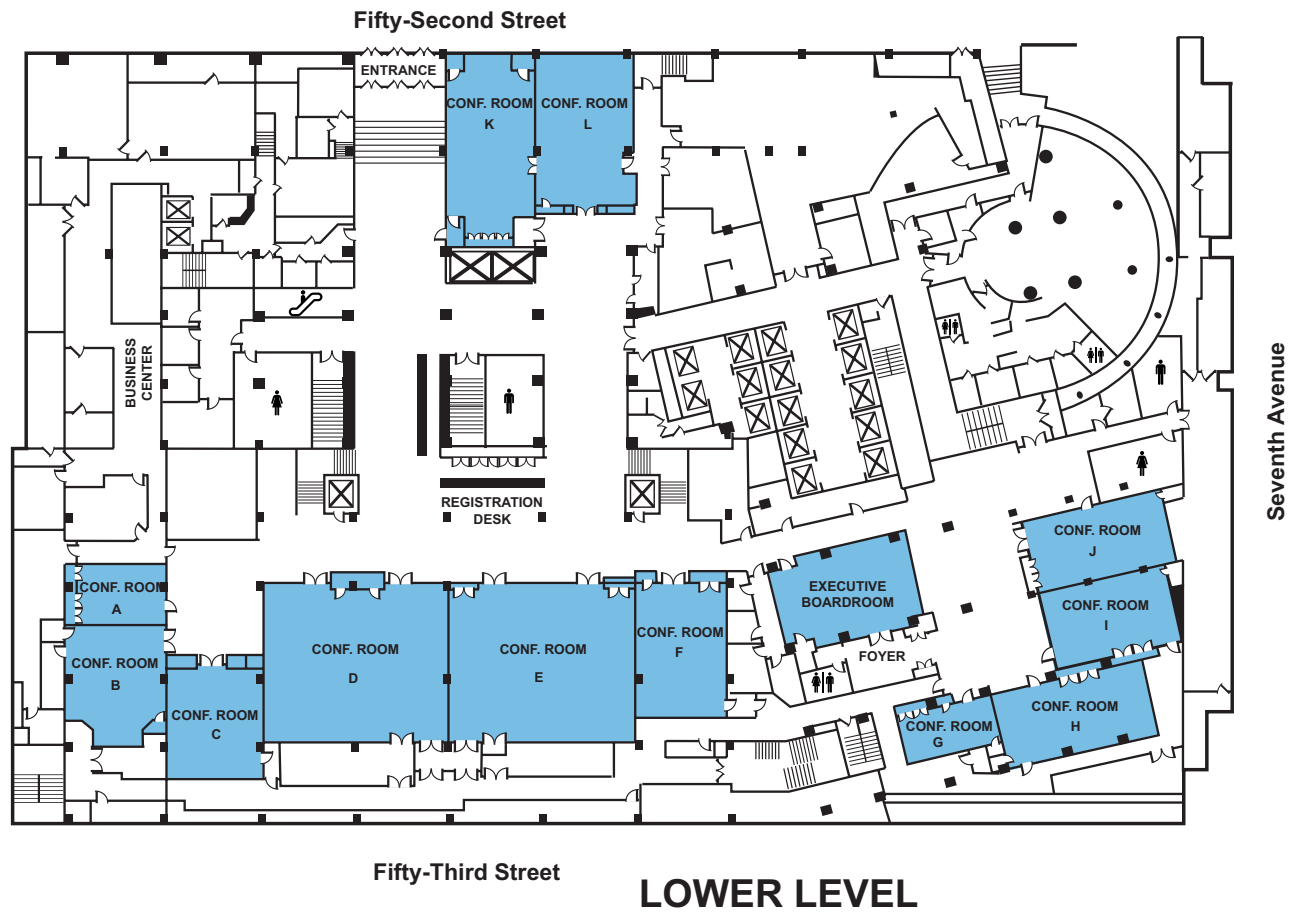 Fifty-Second Street
ENTRANCE
CONF. ROOM
K
CONF. ROOM
L
BUSINESS
CENTER
Seventh Avenue
REGISTRATION
DESK
CONF. ROOM
J
CONF. ROOM
A
EXECUTIVE
BOARDROOM
CONF. ROOM
I
CONF. ROOM
B
CONF. ROOM
D
CONF. ROOM
E
CONF. ROOM
F
FOYER
CONF. ROOM
C
CONF. ROOM
G
CONF. ROOM
H
Fifty-Third Street
LOWER LEVEL